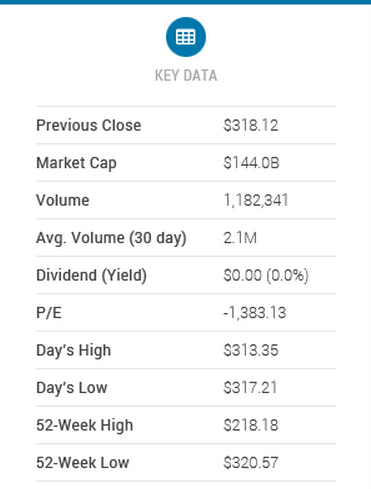 KEY DATA
Previous Close $318.12
Market Cap $144.0B
Volume 1,182,341
Avg. Volume (30 day) 2.1M
Dividend (Yield) $0.00 (0.0%)
P/E -1,383.13
Day's High $313.35
Day's Low $317.21
52-Week High $218.18
52-Week Low $320.57